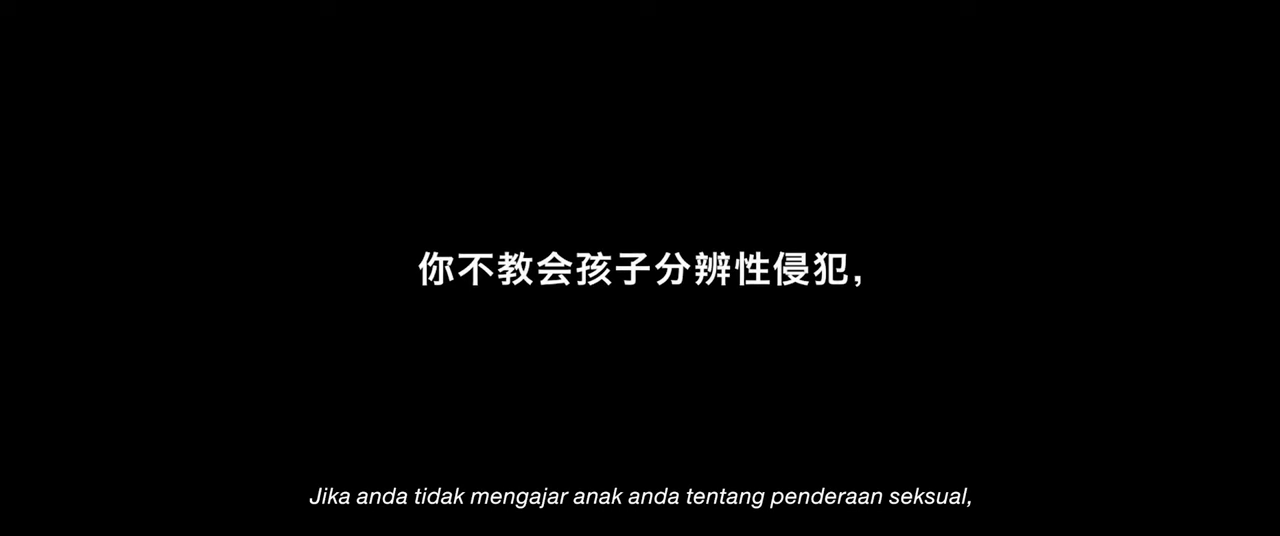 你不教会孩子分辨性侵犯，
Jika anda tidak mengajar anak anda tentang penderaan seksual,